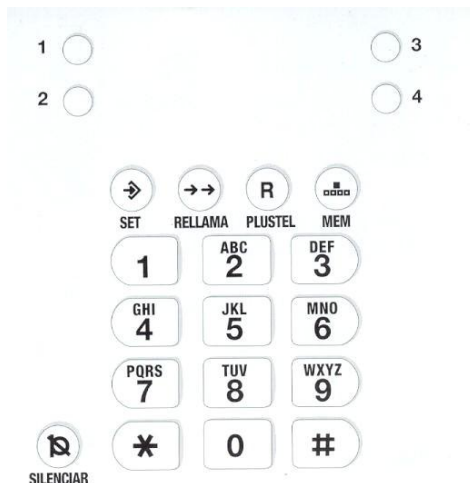 1 3
2 4
R
SET RELLAMA PLUSTEL MEM
1 ABC 2 DEF 3
GHI 4 JKL 5 MNO 6
PQRS 7 TUV 8 WXYZ 9
* 0 #
SILENCIAR